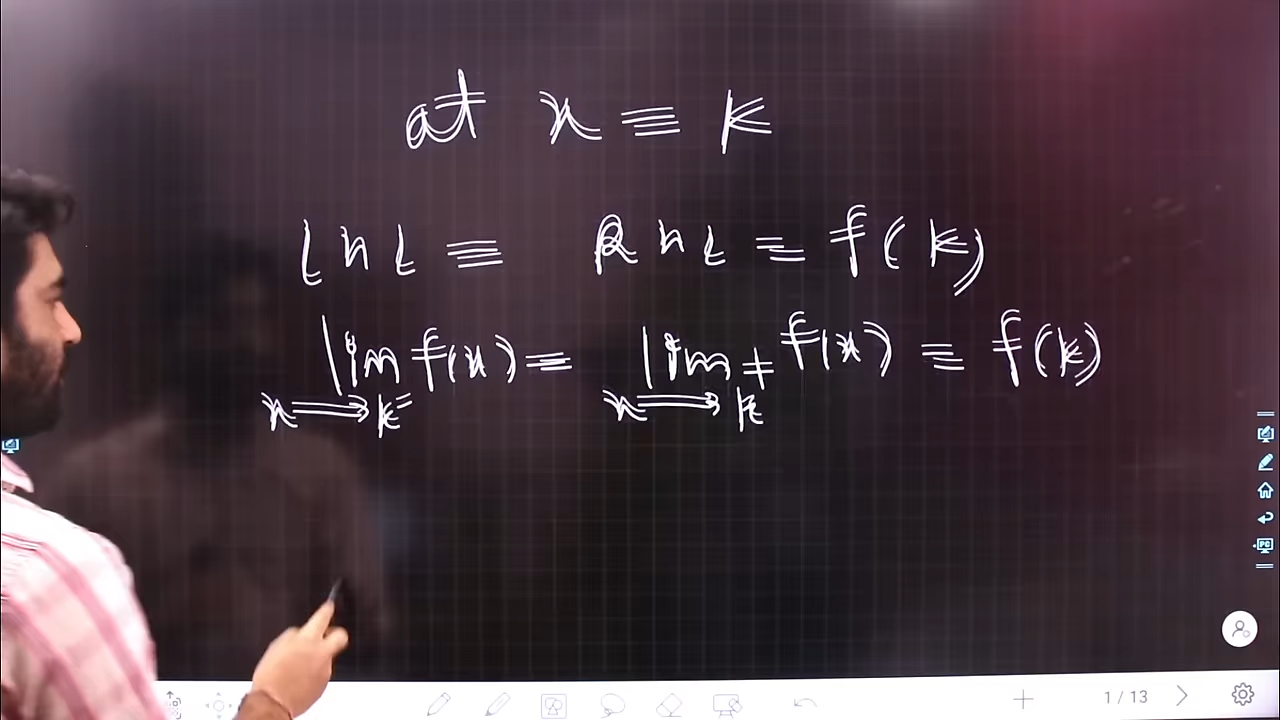 at x = k
LHL = RHL = f(k)
lim x→k⁻ f(x) = lim x→k⁺ f(x) = f(k)
1 / 13